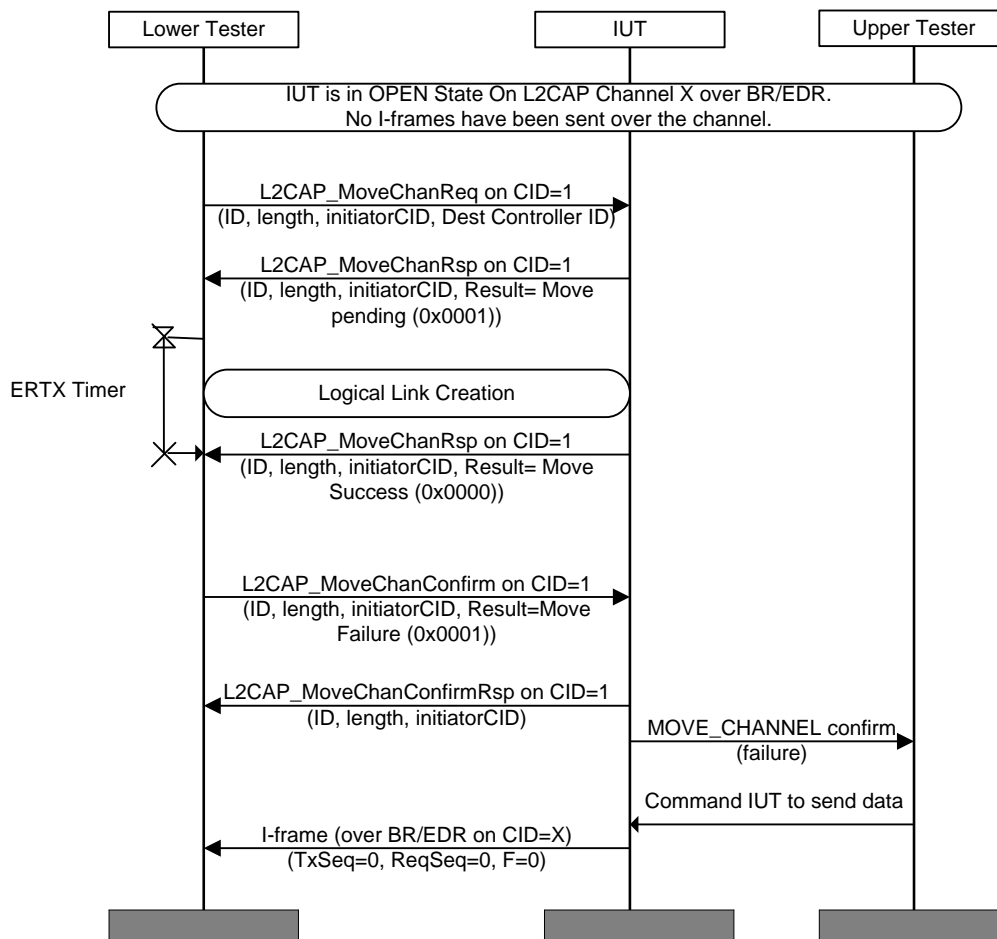 Lower Tester
IUT
Upper Tester
IUT is in OPEN State On L2CAP Channel X over BR/EDR.
No I-frames have been sent over the channel.
L2CAP_MoveChanReq on CID=1
(ID, length, initiatorCID, Dest Controller ID)
L2CAP_MoveChanRsp on CID=1
(ID, length, initiatorCID, Result= Move
pending (0x0001))
ERTX Timer
Logical Link Creation
L2CAP_MoveChanRsp on CID=1
(ID, length, initiatorCID, Result= Move
Success (0x0000))
L2CAP_MoveChanConfirm on CID=1
(ID, length, initiatorCID, Result=Move
Failure (0x0001))
L2CAP_MoveChanConfirmRsp on CID=1
(ID, length, initiatorCID)
MOVE_CHANNEL confirm
(failure)
Command IUT to send data
I-frame (over BR/EDR on CID=X)
(TxSeq=0, ReqSeq=0, F=0)